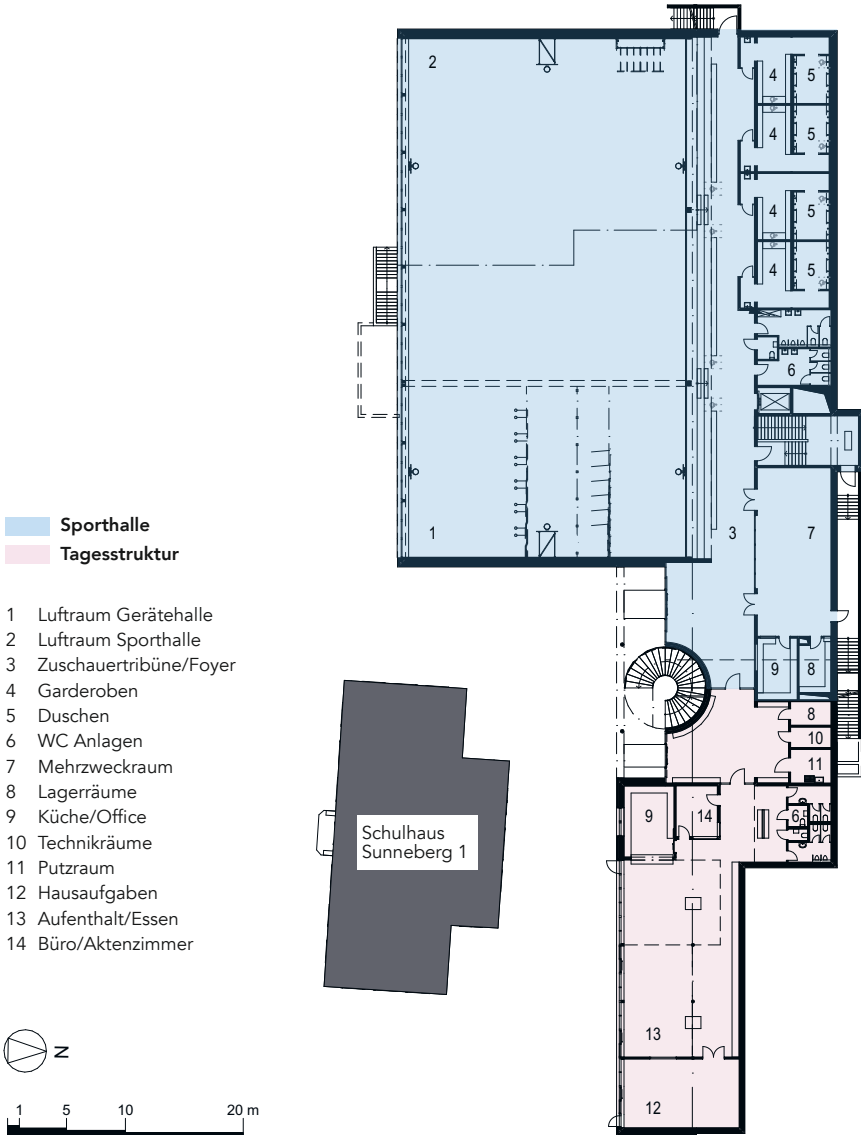 2
4
5
4
5
4
5
4
5
6
1
3
7
Sporthalle
Tagesstruktur
1 Luftraum Gerätehalle
2 Luftraum Sporthalle
3 Zuschauertribüne/Foyer
4 Garderoben
5 Duschen
6 WC Anlagen
7 Mehrzweckraum
8 Lagerräume
9 Küche/Office
10 Technikräume
11 Putzraum
12 Hausaufgaben
13 Aufenthalt/Essen
14 Büro/Aktenzimmer
9
8
8
10
11
9
14
6
Schulhaus
Sunneberg 1
13
12
N
1 5 10 20 m